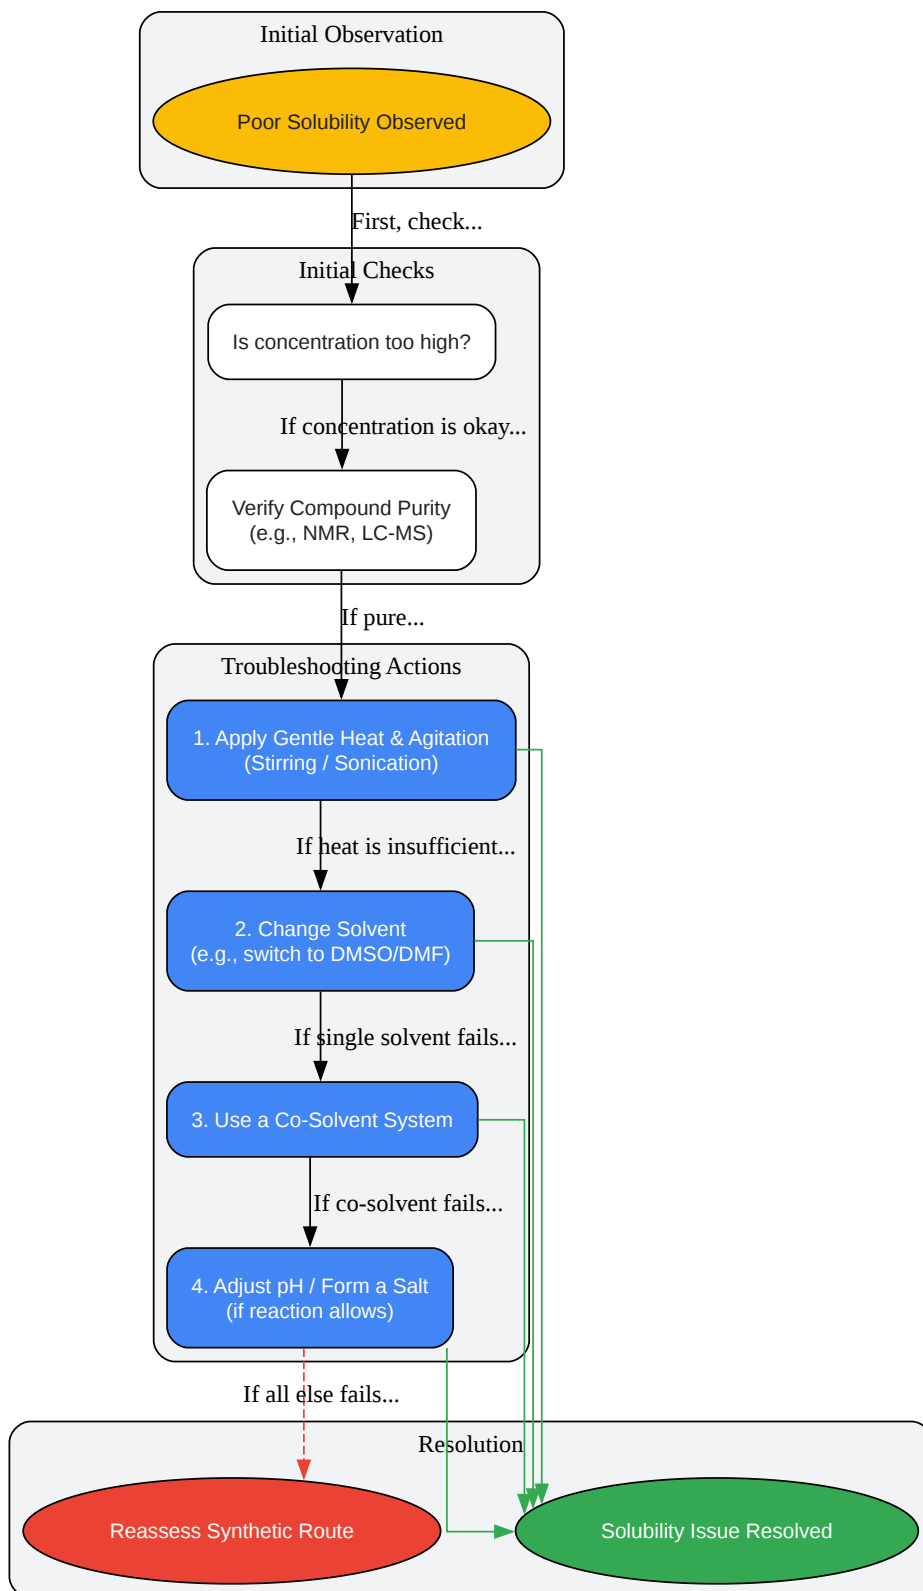 Initial Observation
Poor Solubility Observed
First, check...
Initial Checks
Is concentration too high?
If concentration is okay...
Verify Compound Purity
(e.g., NMR, LC-MS)
If pure...
Troubleshooting Actions
1. Apply Gentle Heat & Agitation
(Stirring / Sonication)
If heat is insufficient...
2. Change Solvent
(e.g., switch to DMSO/DMF)
If single solvent fails...
3. Use a Co-Solvent System
If co-solvent fails...
4. Adjust pH / Form a Salt
(if reaction allows)
If all else fails...
Resolution
Reassess Synthetic Route
Solubility Issue Resolved